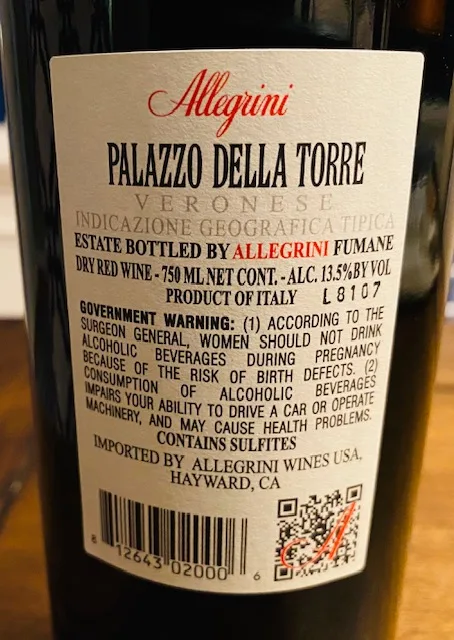 Allegrini
PALAZZO DELLA TORRE
VERONESE
INDICAZIONE GEOGRAFICA TIPICA
ESTATE BOTTLED BY ALLEGRINI FUMANE
DRY RED WINE - 750 ML NET CONT. - ALC. 13.5% BY VOL
PRODUCT OF ITALY L8107
GOVERNMENT WARNING: (1) ACCORDING TO THE
SURGEON GENERAL, WOMEN SHOULD NOT DRINK
ALCOHOLIC BEVERAGES DURING PREGNANCY
BECAUSE OF THE RISK OF BIRTH DEFECTS. (2)
CONSUMPTION OF ALCOHOLIC BEVERAGES
IMPAIRS YOUR ABILITY TO DRIVE A CAR OR OPERATE
MACHINERY, AND MAY CAUSE HEALTH PROBLEMS.
CONTAINS SULFITES
IMPORTED BY ALLEGRINI WINES USA,
HAYWARD, CA
A
8 12643 02000 6